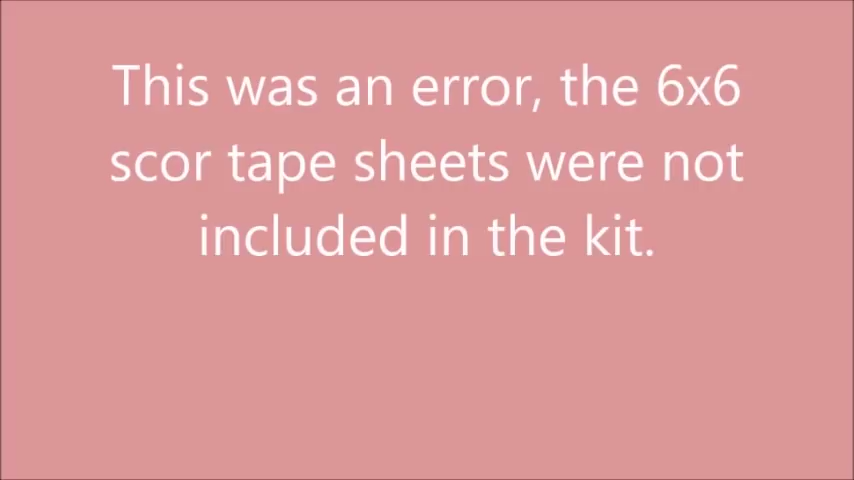 This was an error, the 6x6
scor tape sheets were not
included in the kit.